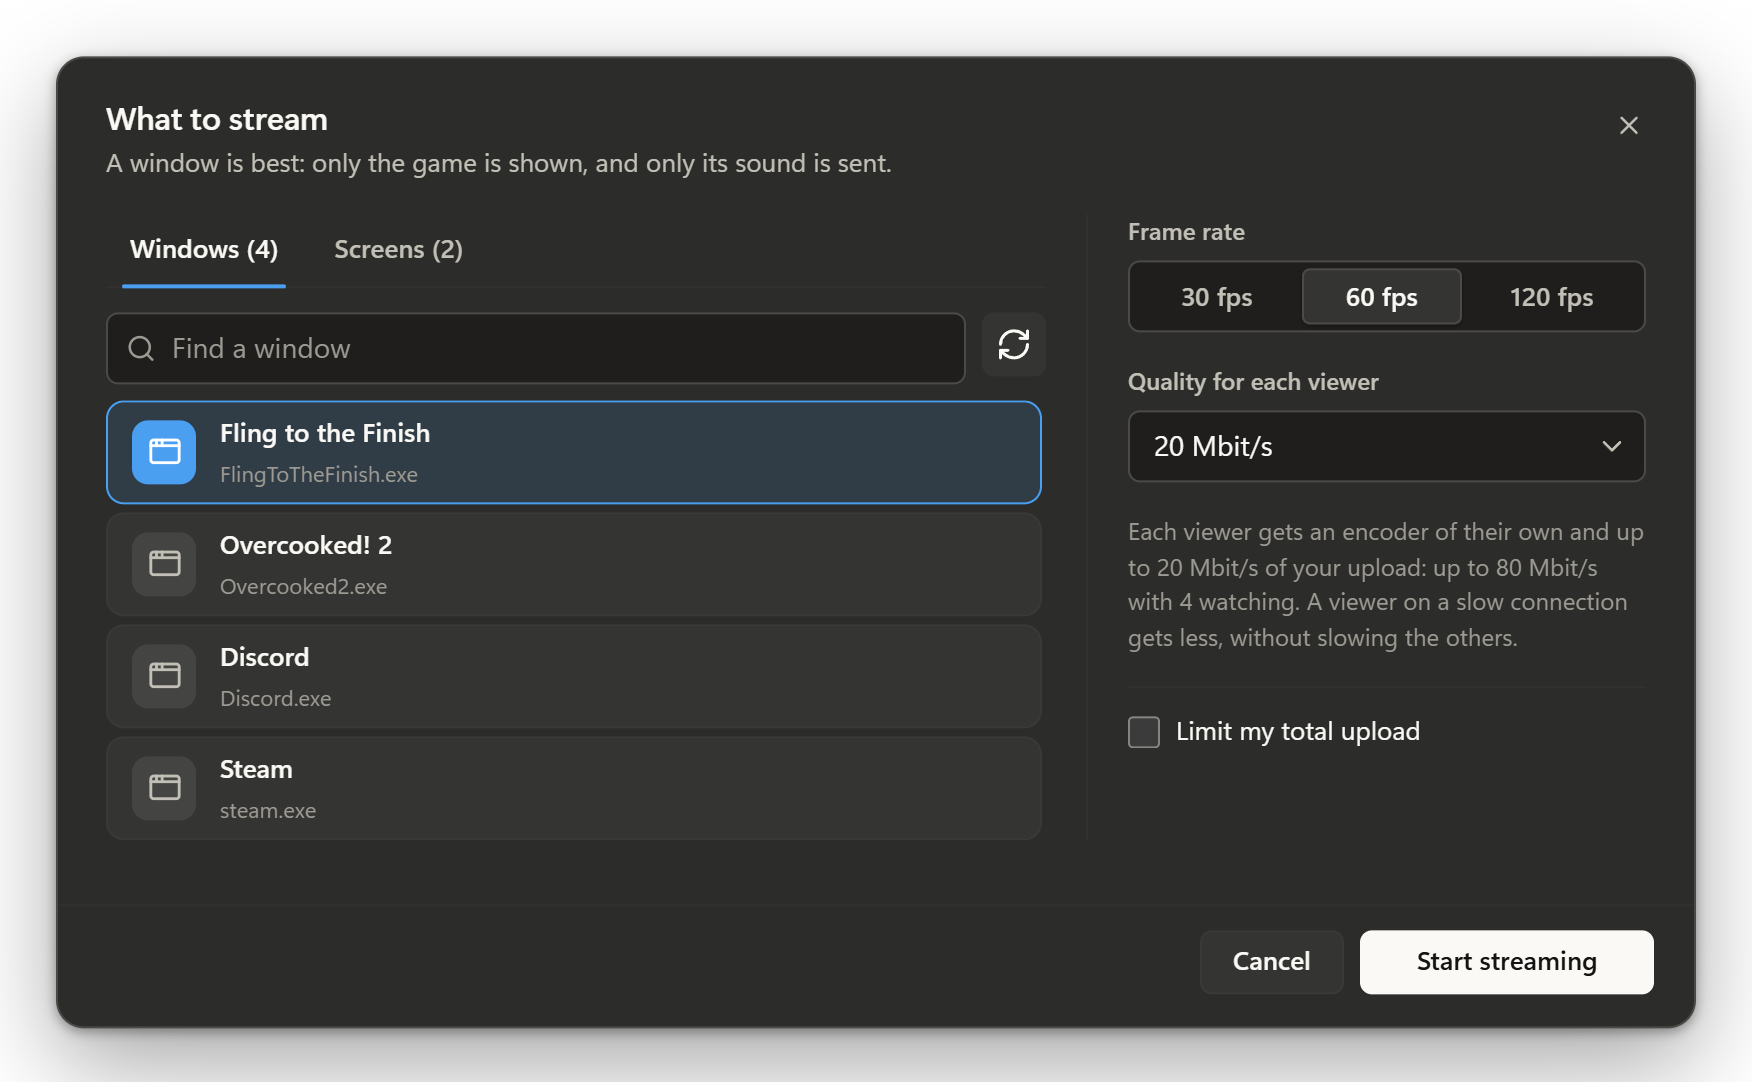 What to stream
A window is best: only the game is shown, and only its sound is sent.
Windows (4)
Screens (2)
Find a window
Fling to the Finish
FlingToTheFinish.exe
Overcooked! 2
Overcooked2.exe
Discord
Discord.exe
Steam
steam.exe
Frame rate
30 fps
60 fps
120 fps
Quality for each viewer
20 Mbit/s
Each viewer gets an encoder of their own and up
to 20 Mbit/s of your upload: up to 80 Mbit/s
with 4 watching. A viewer on a slow connection
gets less, without slowing the others.
Limit my total upload
Cancel
Start streaming